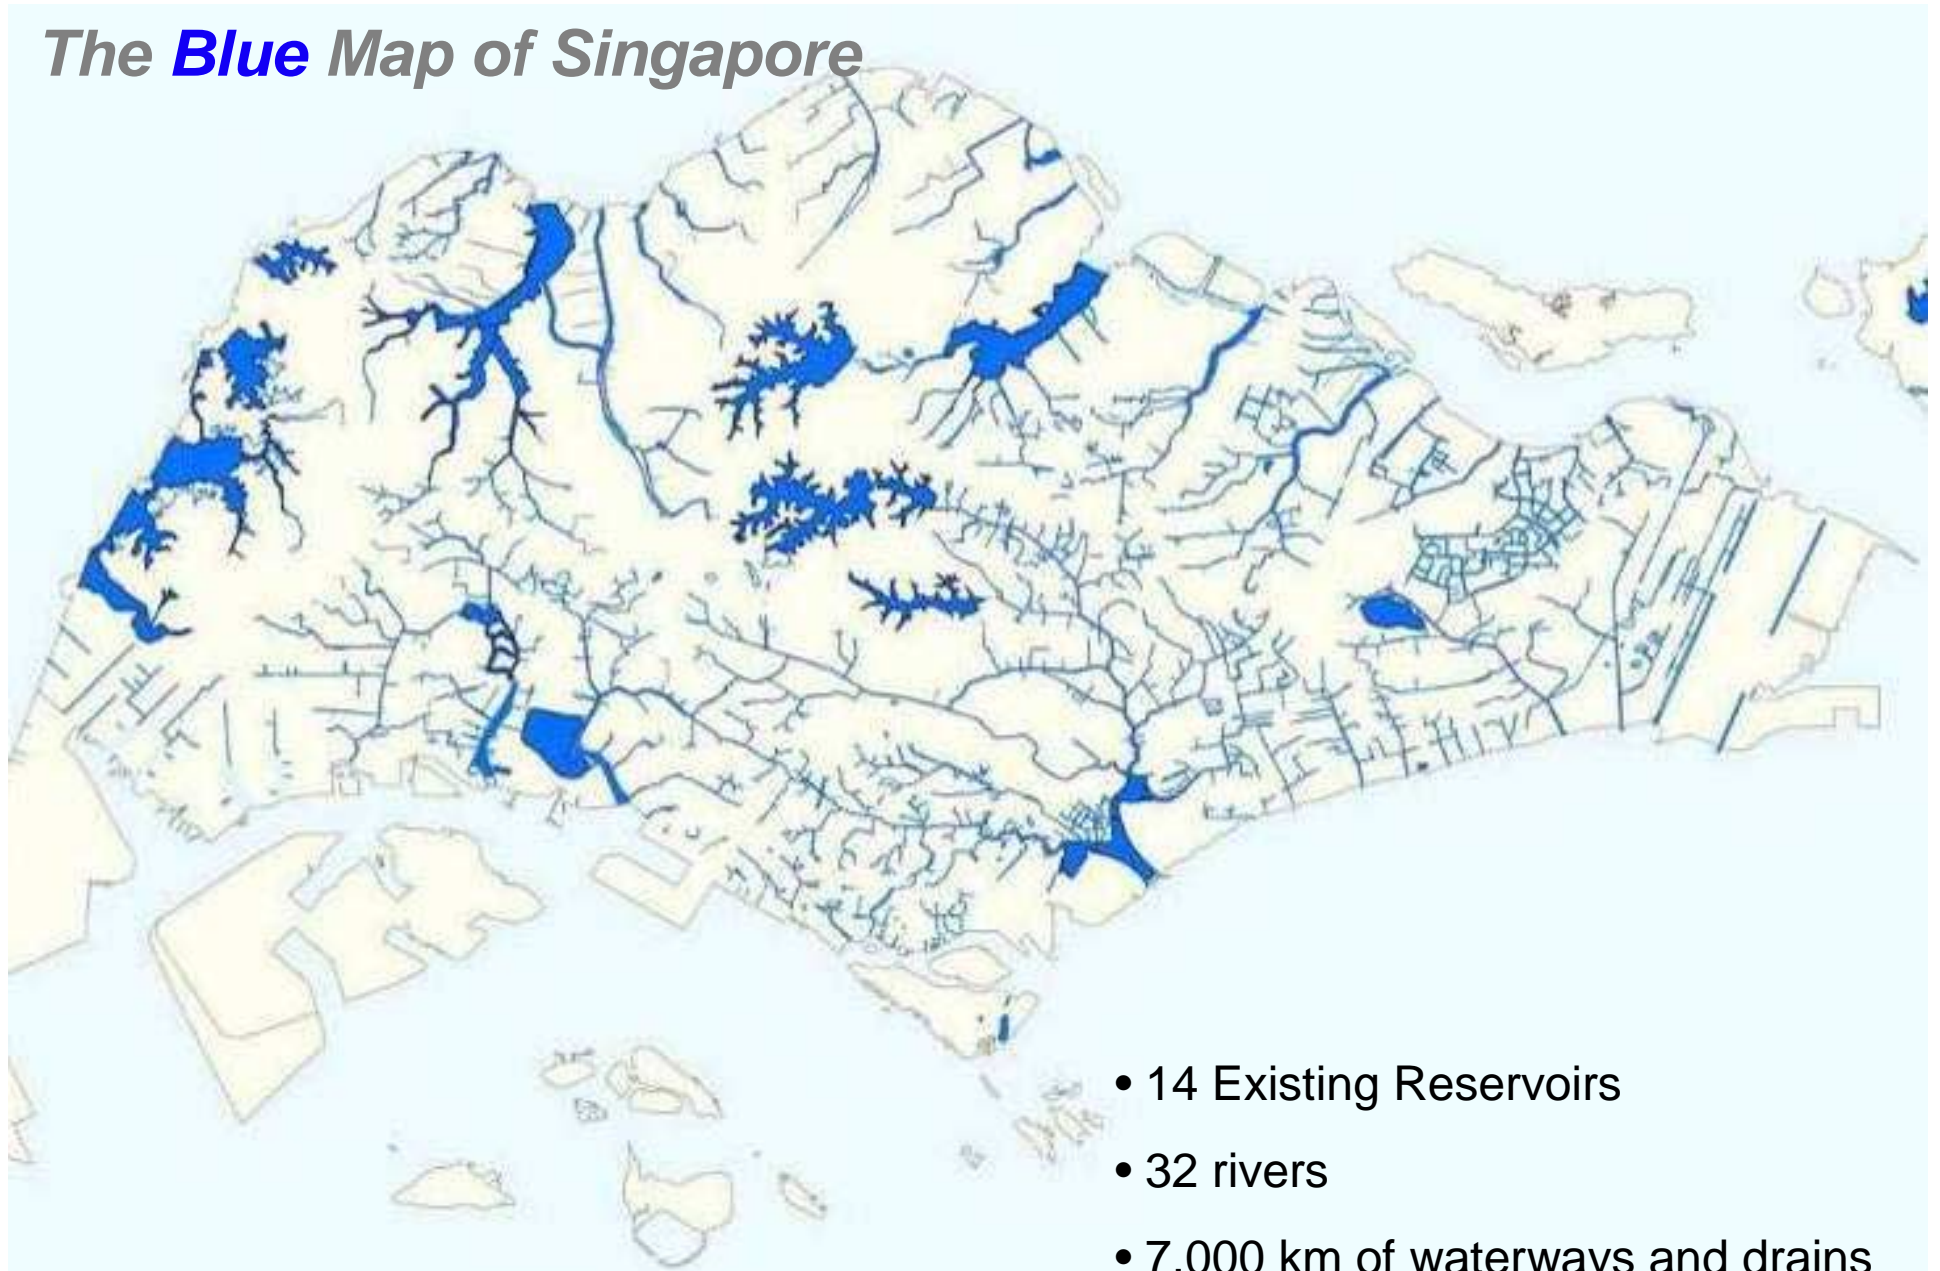 The Blue Map of Singapore
• 14 Existing Reservoirs
• 32 rivers
• 7,000 km of waterways and drains